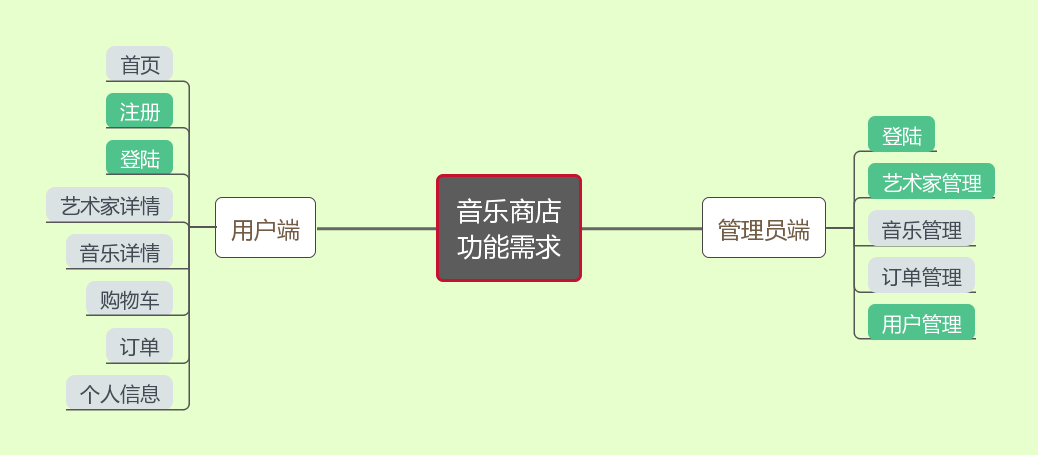 首页
注册
登陆
艺术家详情
音乐详情
购物车
订单
个人信息
用户端
音乐商店
功能需求
管理员端
登陆
艺术家管理
音乐管理
订单管理
用户管理